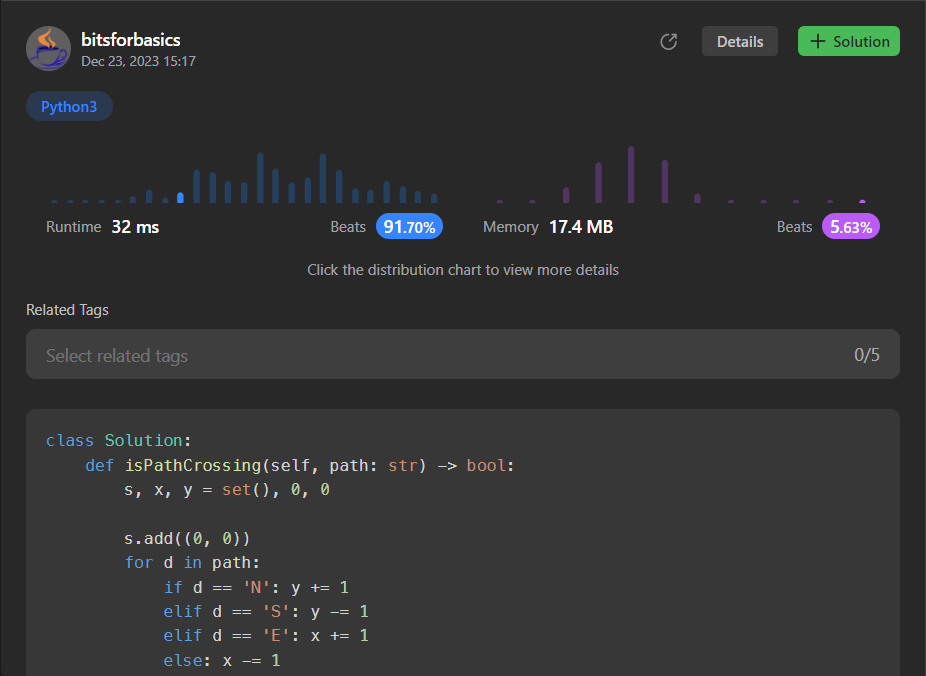 bitsforbasics
Dec 23, 2023 15:17
Details
+ Solution
Python3
Runtime 32 ms
Beats 91.70%
Memory 17.4 MB
Beats 5.63%
Click the distribution chart to view more details
Related Tags
Select related tags 0/5
class Solution:
    def isPathCrossing(self, path: str) -> bool:
        s, x, y = set(), 0, 0

        s.add((0, 0))
        for d in path:
            if d == 'N': y += 1
            elif d == 'S': y -= 1
            elif d == 'E': x += 1
            else: x -= 1